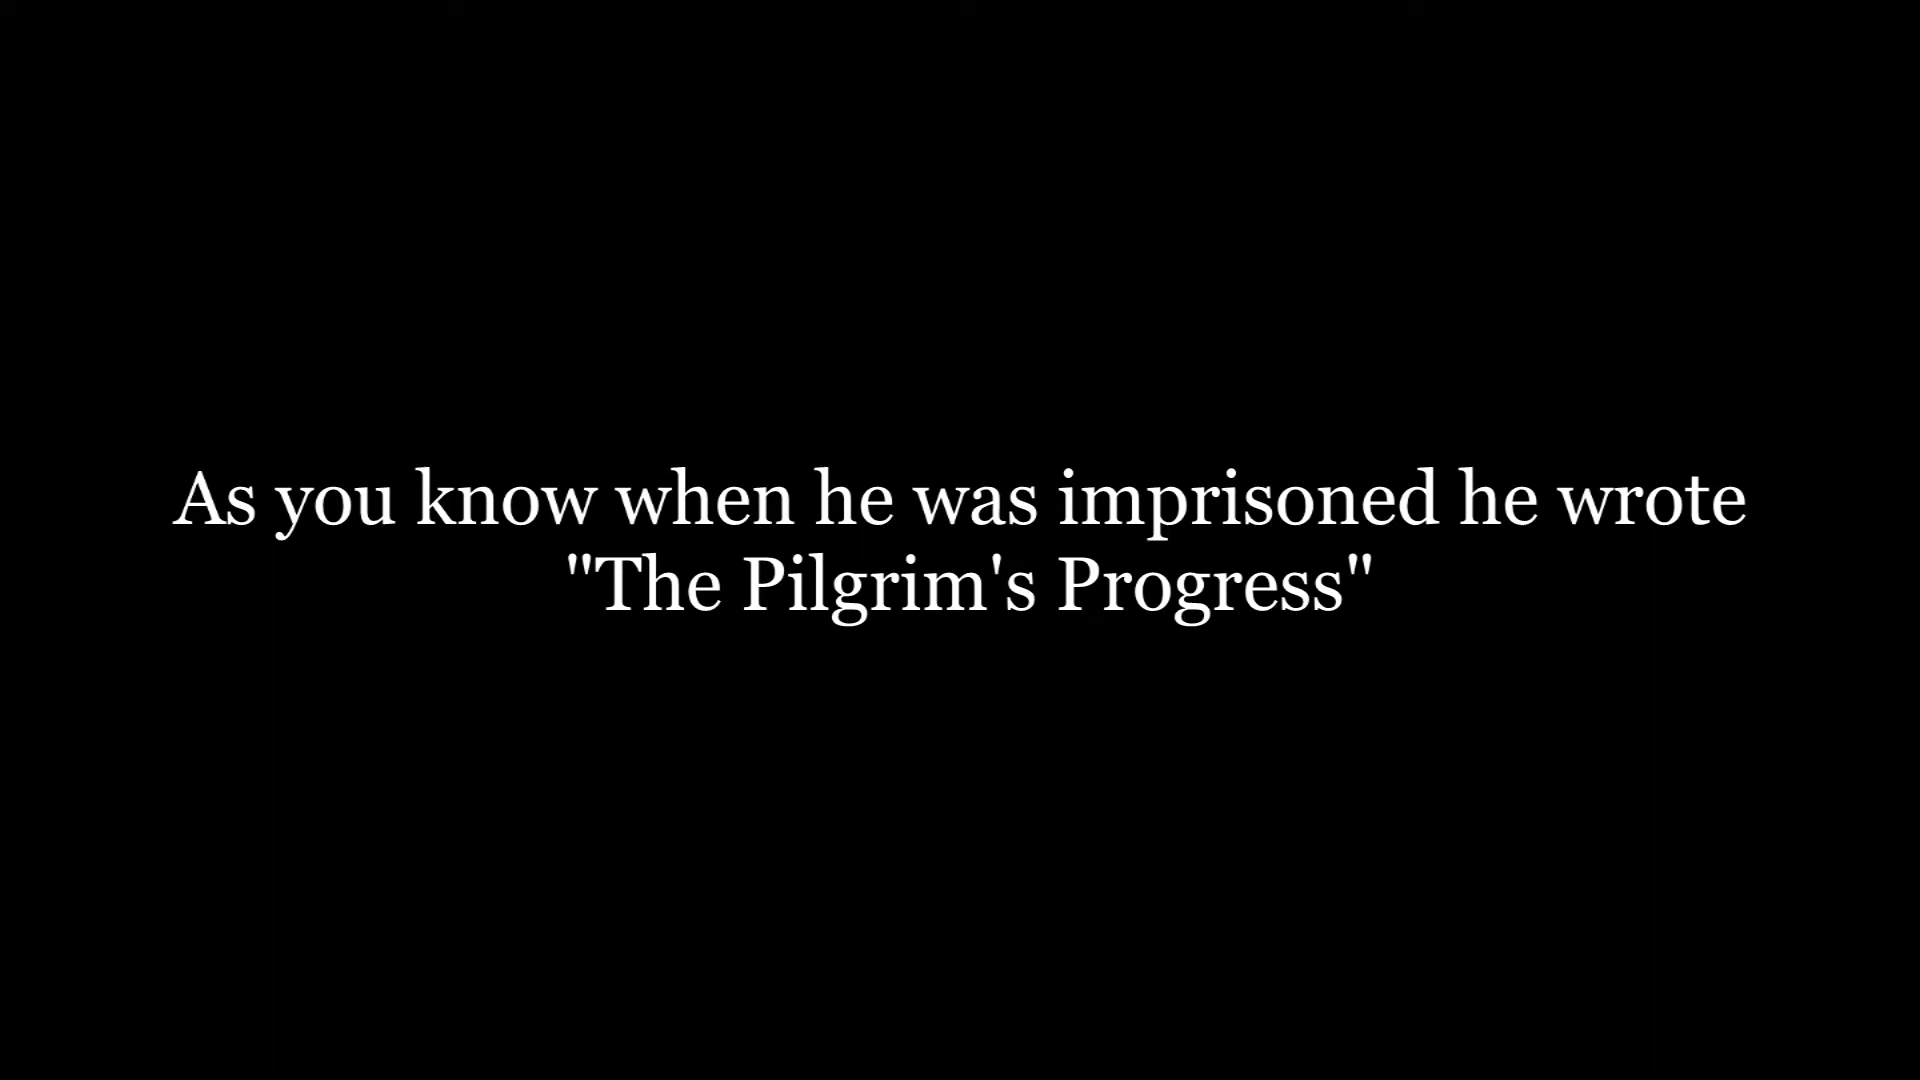 As you know when he was imprisoned he wrote
"The Pilgrim's Progress"